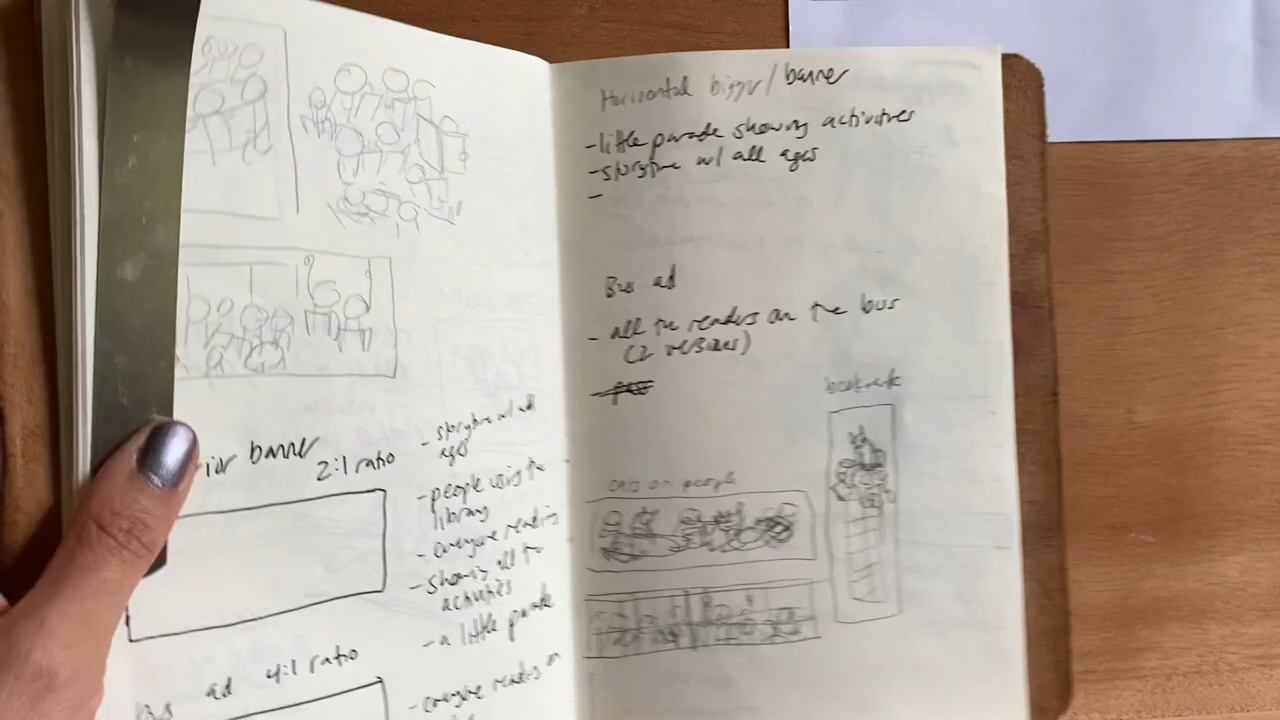 ior banner
2:1 ratio
- storytime w/ all
ages
- people using the
library
- everyone reading
- showing all the
activities
- a little parade
Bus ad 4:1 ratio
- everyone reading on
Horizontal bigger/banner
- little parade showing activities
- storytime w/ all ages
-
Bus ad
- all the readers on the bus
(2 versions)
bookmark
cats on people